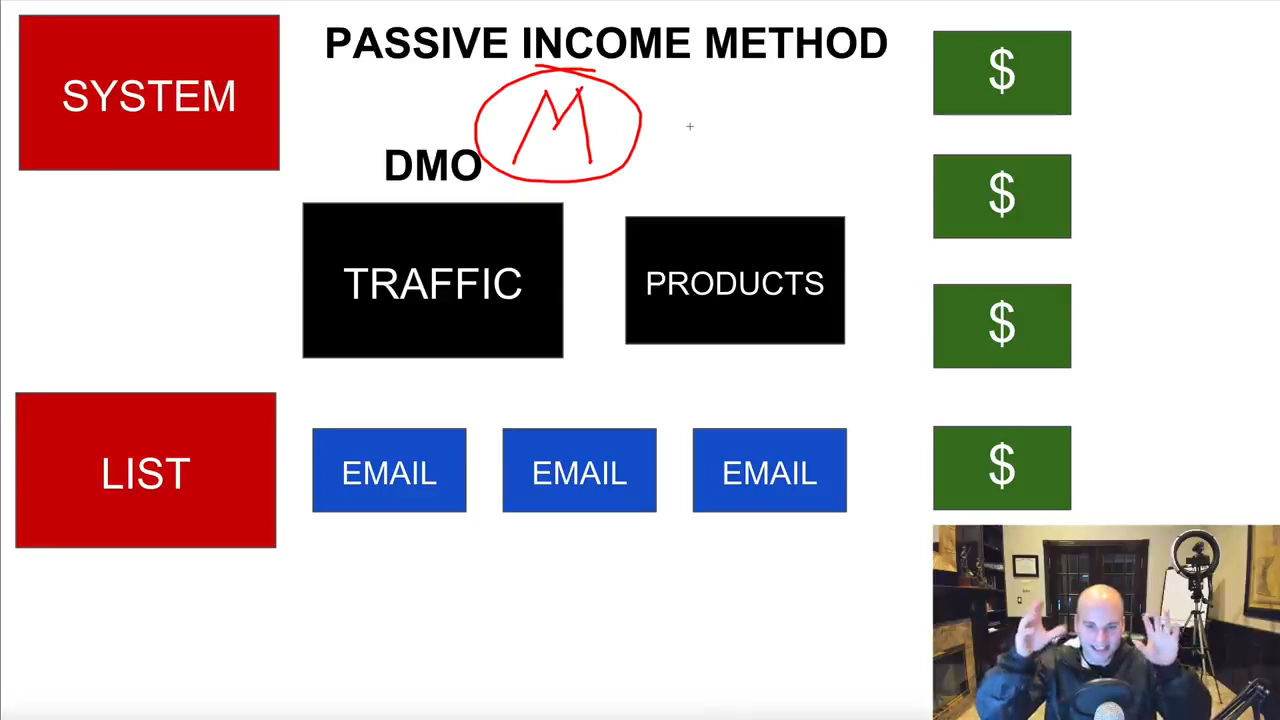 PASSIVE INCOME METHOD
SYSTEM
M
DMO
TRAFFIC
PRODUCTS
LIST
EMAIL
EMAIL
EMAIL
$
$
$
$